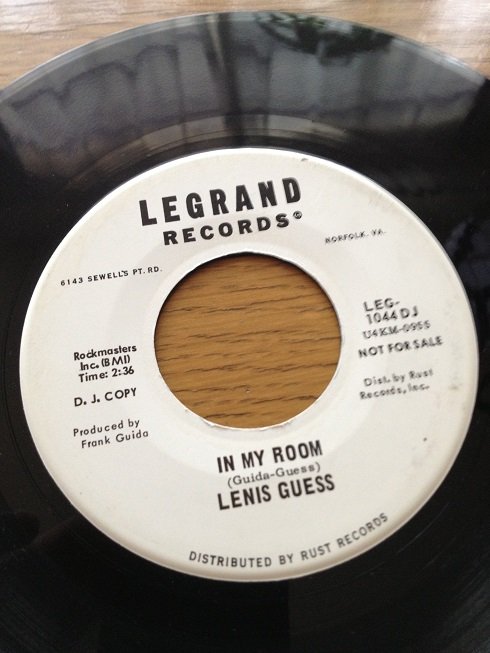 LEGRAND
RECORDS©
6143 SEWELL'S PT. RD.
NORFOLK, VA.
Rockmasters
Inc. (BMI)
Time: 2:36
D. J. COPY
Produced by
Frank Guida
LEG-
1044 DJ
U4KM-0955
NOT FOR SALE
Dist. by Rust
Records, Inc.
IN MY ROOM
(Guida-Guess)
LENIS GUESS
DISTRIBUTED BY RUST RECORDS